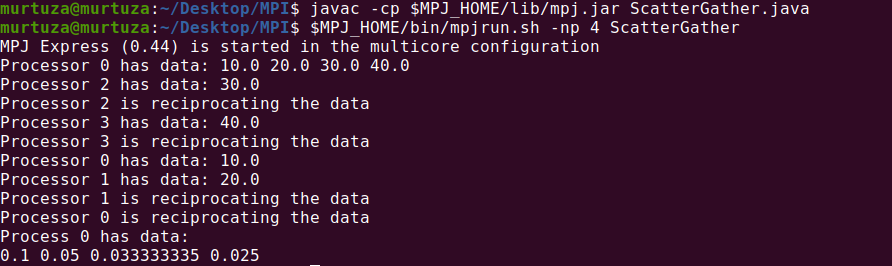 murtuza@murtuza:~/Desktop/MPI$ javac -cp $MPJ_HOME/lib/mpj.jar ScatterGather.java
murtuza@murtuza:~/Desktop/MPI$ $MPJ_HOME/bin/mpjrun.sh -np 4 ScatterGather
MPJ Express (0.44) is started in the multicore configuration
Processor 0 has data: 10.0 20.0 30.0 40.0
Processor 2 has data: 30.0
Processor 2 is reciprocating the data
Processor 3 has data: 40.0
Processor 3 is reciprocating the data
Processor 0 has data: 10.0
Processor 1 has data: 20.0
Processor 1 is reciprocating the data
Processor 0 is reciprocating the data
Process 0 has data:
0.1 0.05 0.033333335 0.025